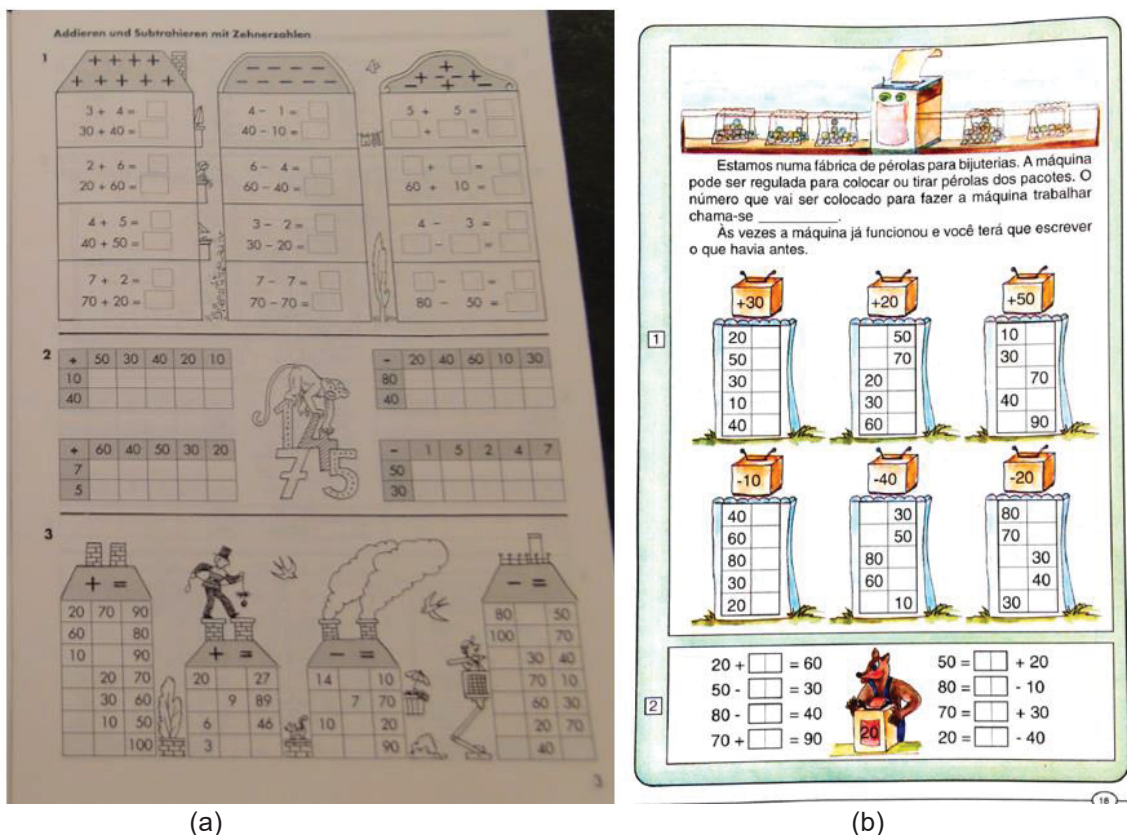 Addieren und Subtrahieren mit Zehnerzahlen
1
+ + + +
+ + + + +
3 + 4 =
30 + 40 =
2 + 6 =
20 + 60 =
4 + 5 =
40 + 50 =
7 + 2 =
70 + 20 =
− − − − −
− − − − − −
4 − 1 =
40 − 10 =
6 − 4 =
60 − 40 =
3 − 2 =
30 − 20 =
7 − 7 =
70 − 70 =
+
+ − +
− + −
5 + 5 =
+ =
+ =
60 + 10 =
4 − 3 =
− =
− =
80 − 50 =
2
+ 50 30 40 20 10
10
40
− 20 40 60 10 30
80
40
1 2 4
7 5
+ 60 40 50 30 20
7
5
− 1 5 2 4 7
50
30
3
+ =
20 70 90
60 80
10 90
20 70
30 60
10 50
100
+ =
20 27
9 89
6 46
3
− =
14 10
7 70
10 20
90
− =
80 50
100 70
30 40
70 10
60 30
20 70
40
3
(a)
Estamos numa fábrica de pérolas para bijuterias. A máquina
pode ser regulada para colocar ou tirar pérolas dos pacotes. O
número que vai ser colocado para fazer a máquina trabalhar
chama-se __________.
Às vezes a máquina já funcionou e você terá que escrever
o que havia antes.
1
+30
20
50
30
10
40
+20
50
70
20
30
60
+50
10
30
70
40
90
-10
40
60
80
30
20
-40
30
50
80
60
10
-20
80
70
30
40
30
2
20 + = 60
50 - = 30
80 - = 40
70 + = 90
20
50 = + 20
80 = - 10
70 = + 30
20 = - 40
18
(b)